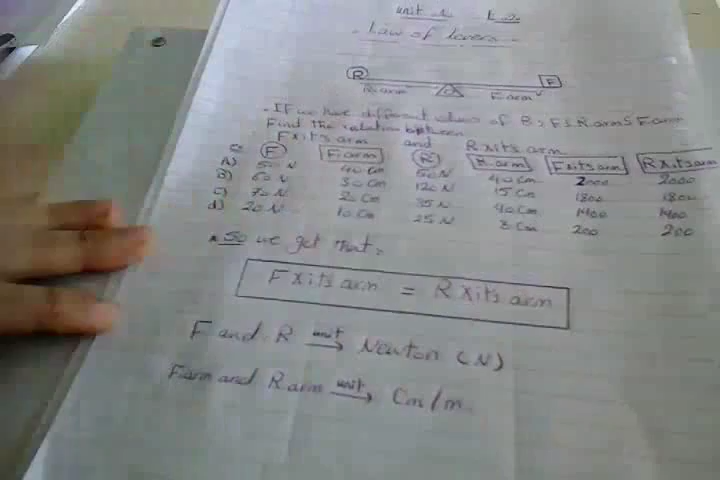 unit 1 L2
Law of levers
R F
R.arm F.arm
- IF we have different values of R, F, R.arm, F.arm
Find the relation between
F x its arm and R x its arm
F F.arm R R.arm F x its arm R x its arm
A) 50 N 40 Cm 50 N 40 Cm 2000 2000
B) 60 N 30 Cm 120 N 15 Cm 1800 1800
C) 70 N 20 Cm 35 N 40 Cm 1400 1400
d) 20 N 10 Cm 25 N 8 Cm 200 200
* So we get that:
F x its arm = R x its arm
F and R unit → Newton (N)
F.arm and R arm unit → Cm/m.